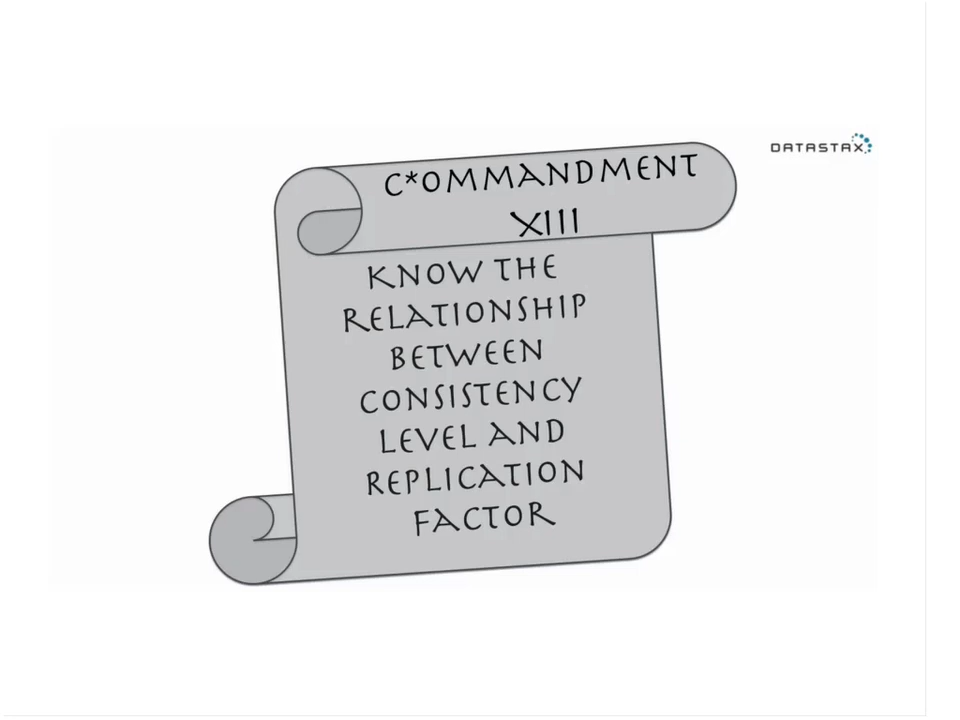 DATASTAX
C*OMMANDMENT
XIII
KNOW THE
RELATIONSHIP
BETWEEN
CONSISTENCY
LEVEL AND
REPLICATION
FACTOR